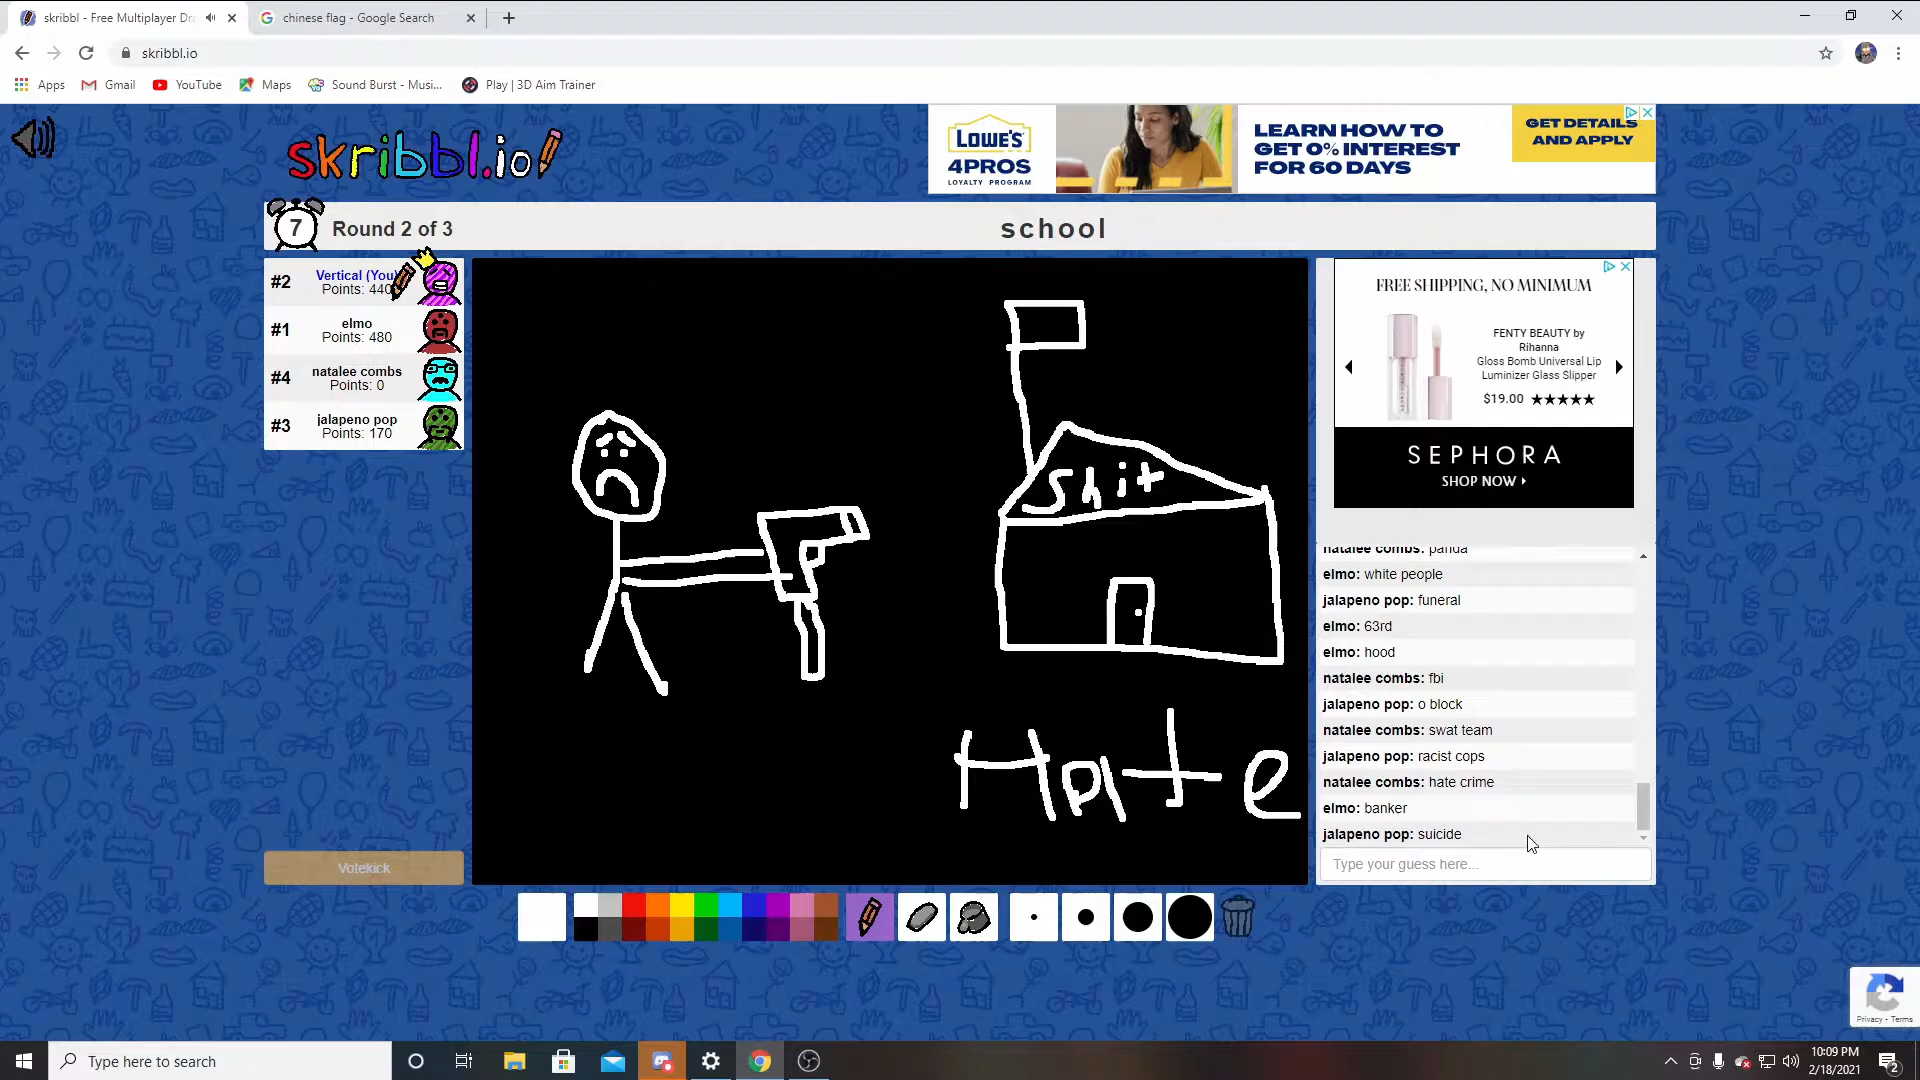 skribbl - Free Multiplayer Dra
chinese flag - Google Search
skribbl.io
Apps
Gmail
YouTube
Maps
Sound Burst - Musi...
Play | 3D Aim Trainer
skribbl.io
LOWE'S
4PROS
LOYALTY PROGRAM
LEARN HOW TO
GET 0% INTEREST
FOR 60 DAYS
GET DETAILS
AND APPLY
7
Round 2 of 3
school
#2
Vertical (You)
Points: 440
#1
elmo
Points: 480
#4
natalee combs
Points: 0
#3
jalapeno pop
Points: 170
Votekick
Shit
Hate
FREE SHIPPING, NO MINIMUM
FENTY BEAUTY by
Rihanna
Gloss Bomb Universal Lip
Luminizer Glass Slipper
$19.00 ★★★★★
SEPHORA
SHOP NOW
natalee combs: panda
elmo: white people
jalapeno pop: funeral
elmo: 63rd
elmo: hood
natalee combs: fbi
jalapeno pop: o block
natalee combs: swat team
jalapeno pop: racist cops
natalee combs: hate crime
elmo: banker
jalapeno pop: suicide
Type your guess here...
Privacy - Terms
Type here to search
10:09 PM
2/18/2021
2